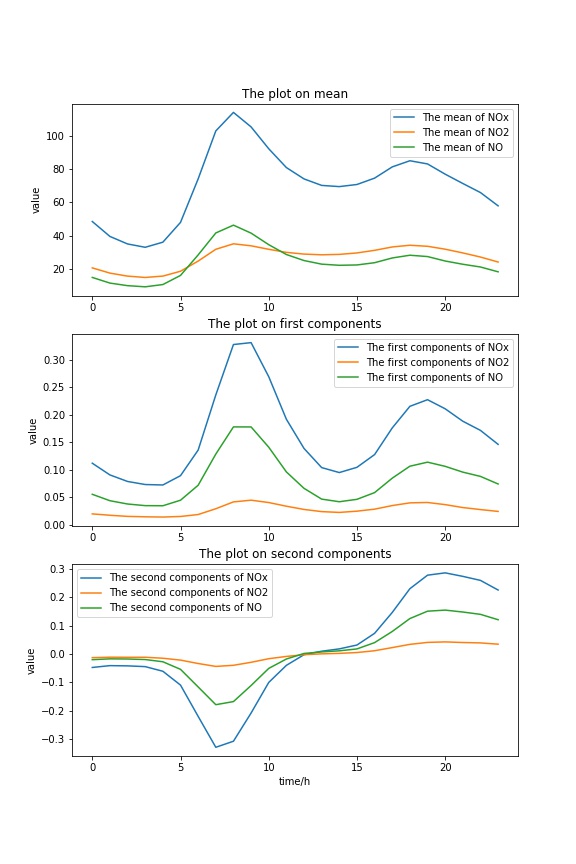 The plot on mean
The mean of NOx
The mean of NO2
The mean of NO
value
100
80
60
40
20
0 5 10 15 20
The plot on first components
The first components of NOx
The first components of NO2
The first components of NO
value
0.30
0.25
0.20
0.15
0.10
0.05
0.00
0 5 10 15 20
The plot on second components
The second components of NOx
The second components of NO2
The second components of NO
value
0.3
0.2
0.1
0.0
−0.1
−0.2
−0.3
0 5 10 15 20
time/h